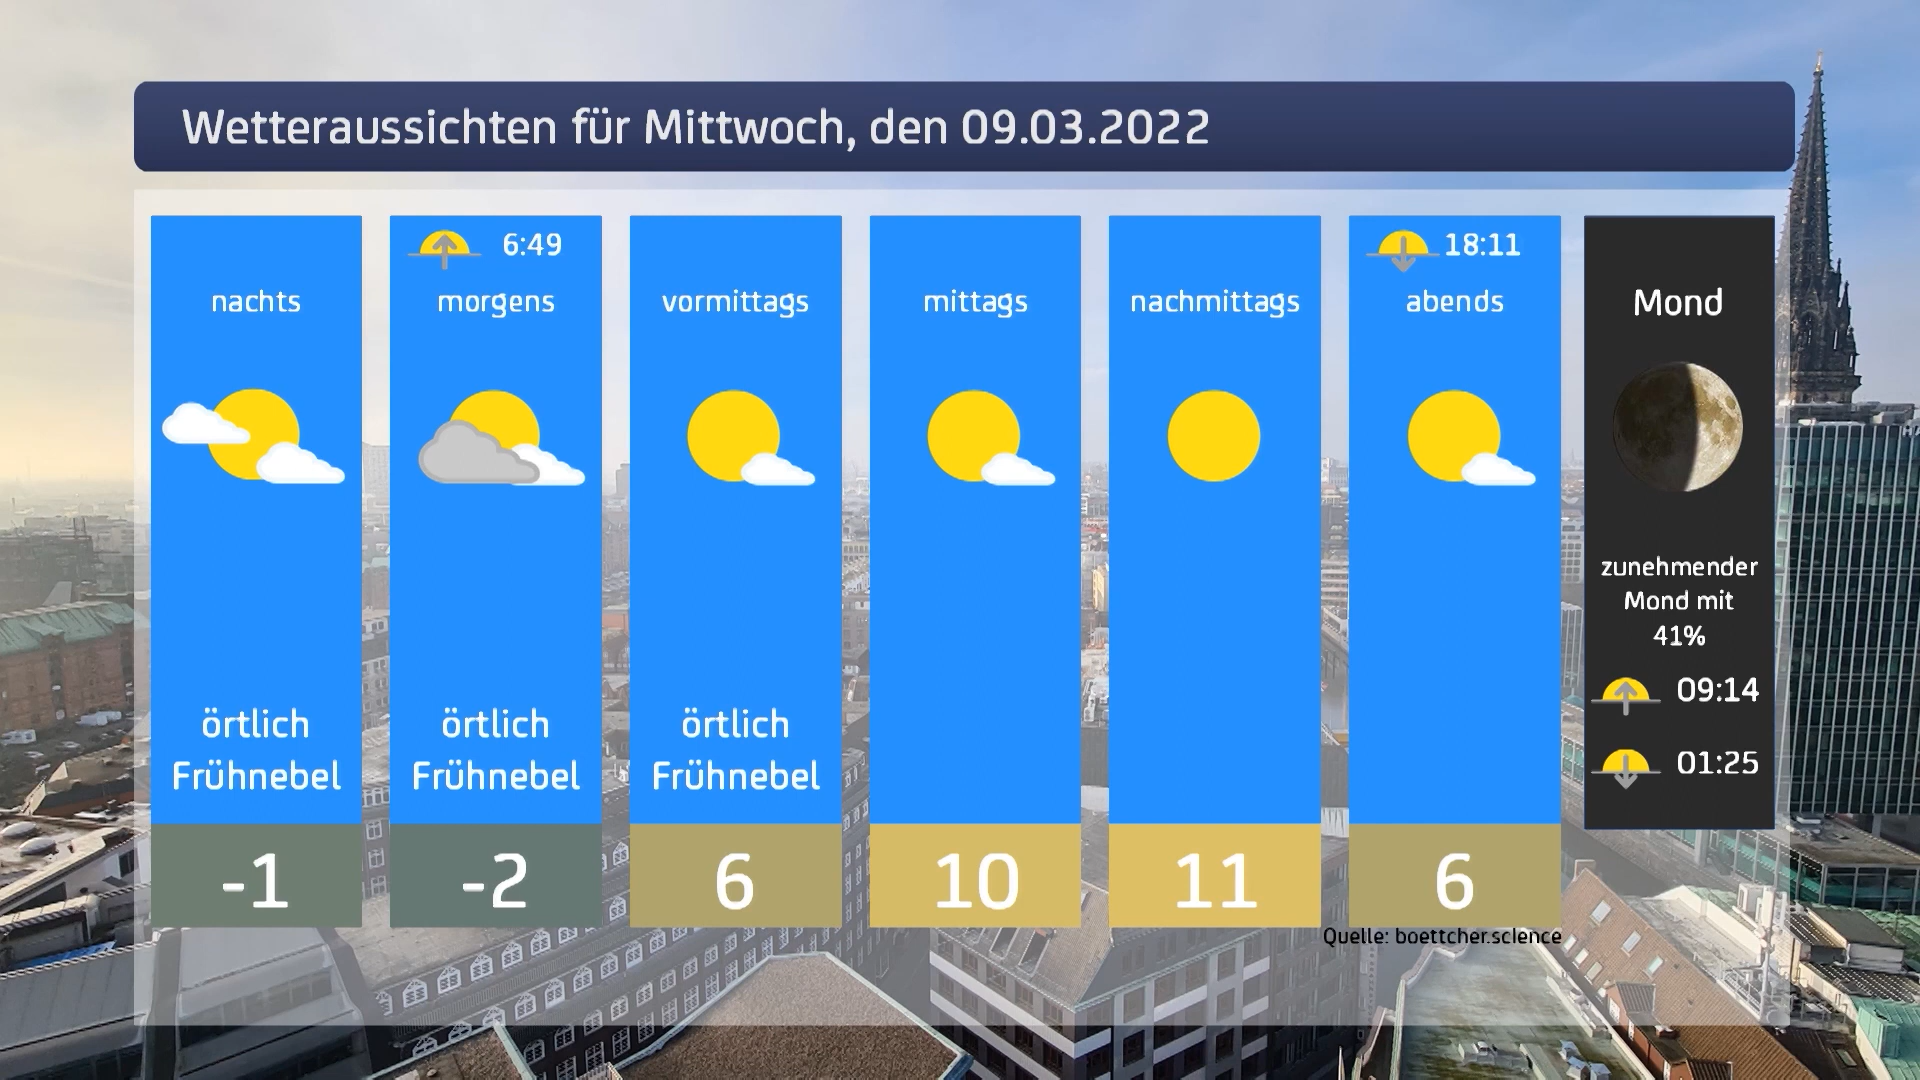 Wetteraussichten für Mittwoch, den 09.03.2022
nachts
örtlich
Frühnebel
-1
6:49
morgens
örtlich
Frühnebel
-2
vormittags
örtlich
Frühnebel
6
mittags
10
nachmittags
11
18:11
abends
6
Mond
zunehmender
Mond mit
41%
09:14
01:25
Quelle: boettcher.science